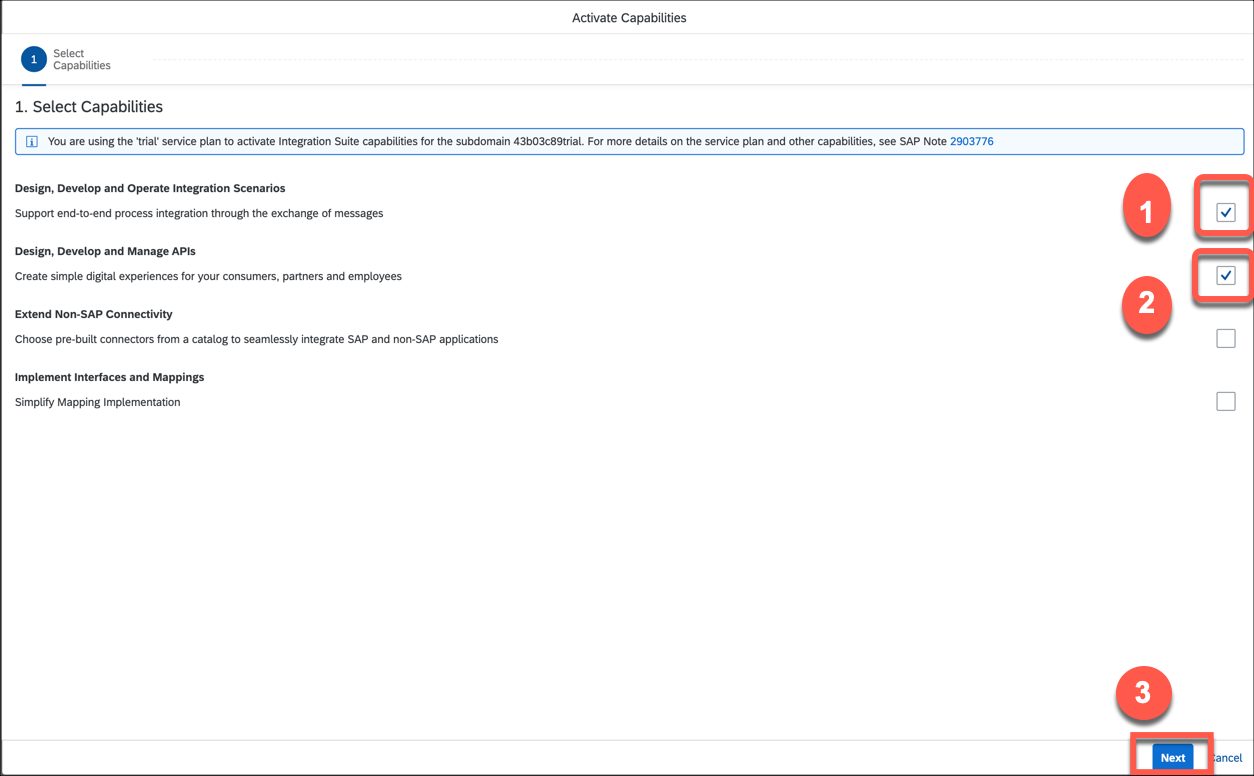 Activate Capabilities
1
Select
Capabilities
1. Select Capabilities
i You are using the 'trial' service plan to activate Integration Suite capabilities for the subdomain 43b03c89trial. For more details on the service plan and other capabilities, see SAP Note 2903776
Design, Develop and Operate Integration Scenarios
Support end-to-end process integration through the exchange of messages
1
Design, Develop and Manage APIs
Create simple digital experiences for your consumers, partners and employees
2
Extend Non-SAP Connectivity
Choose pre-built connectors from a catalog to seamlessly integrate SAP and non-SAP applications
Implement Interfaces and Mappings
Simplify Mapping Implementation
3
Next ancel